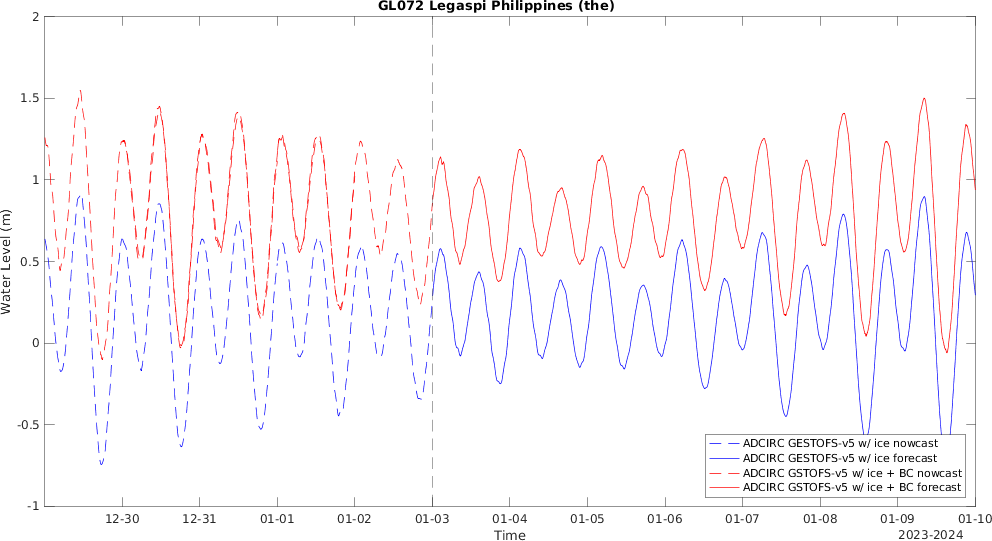 GL072 Legaspi Philippines (the)
2
1.5
1
0.5
0
-0.5
-1
Water Level (m)
12-30 12-31 01-01 01-02 01-03 01-04 01-05 01-06 01-07 01-08 01-09 01-10
Time
2023-2024
ADCIRC GESTOFS-v5 w/ ice nowcast
ADCIRC GESTOFS-v5 w/ ice forecast
ADCIRC GSTOFS-v5 w/ ice + BC nowcast
ADCIRC GSTOFS-v5 w/ ice + BC forecast